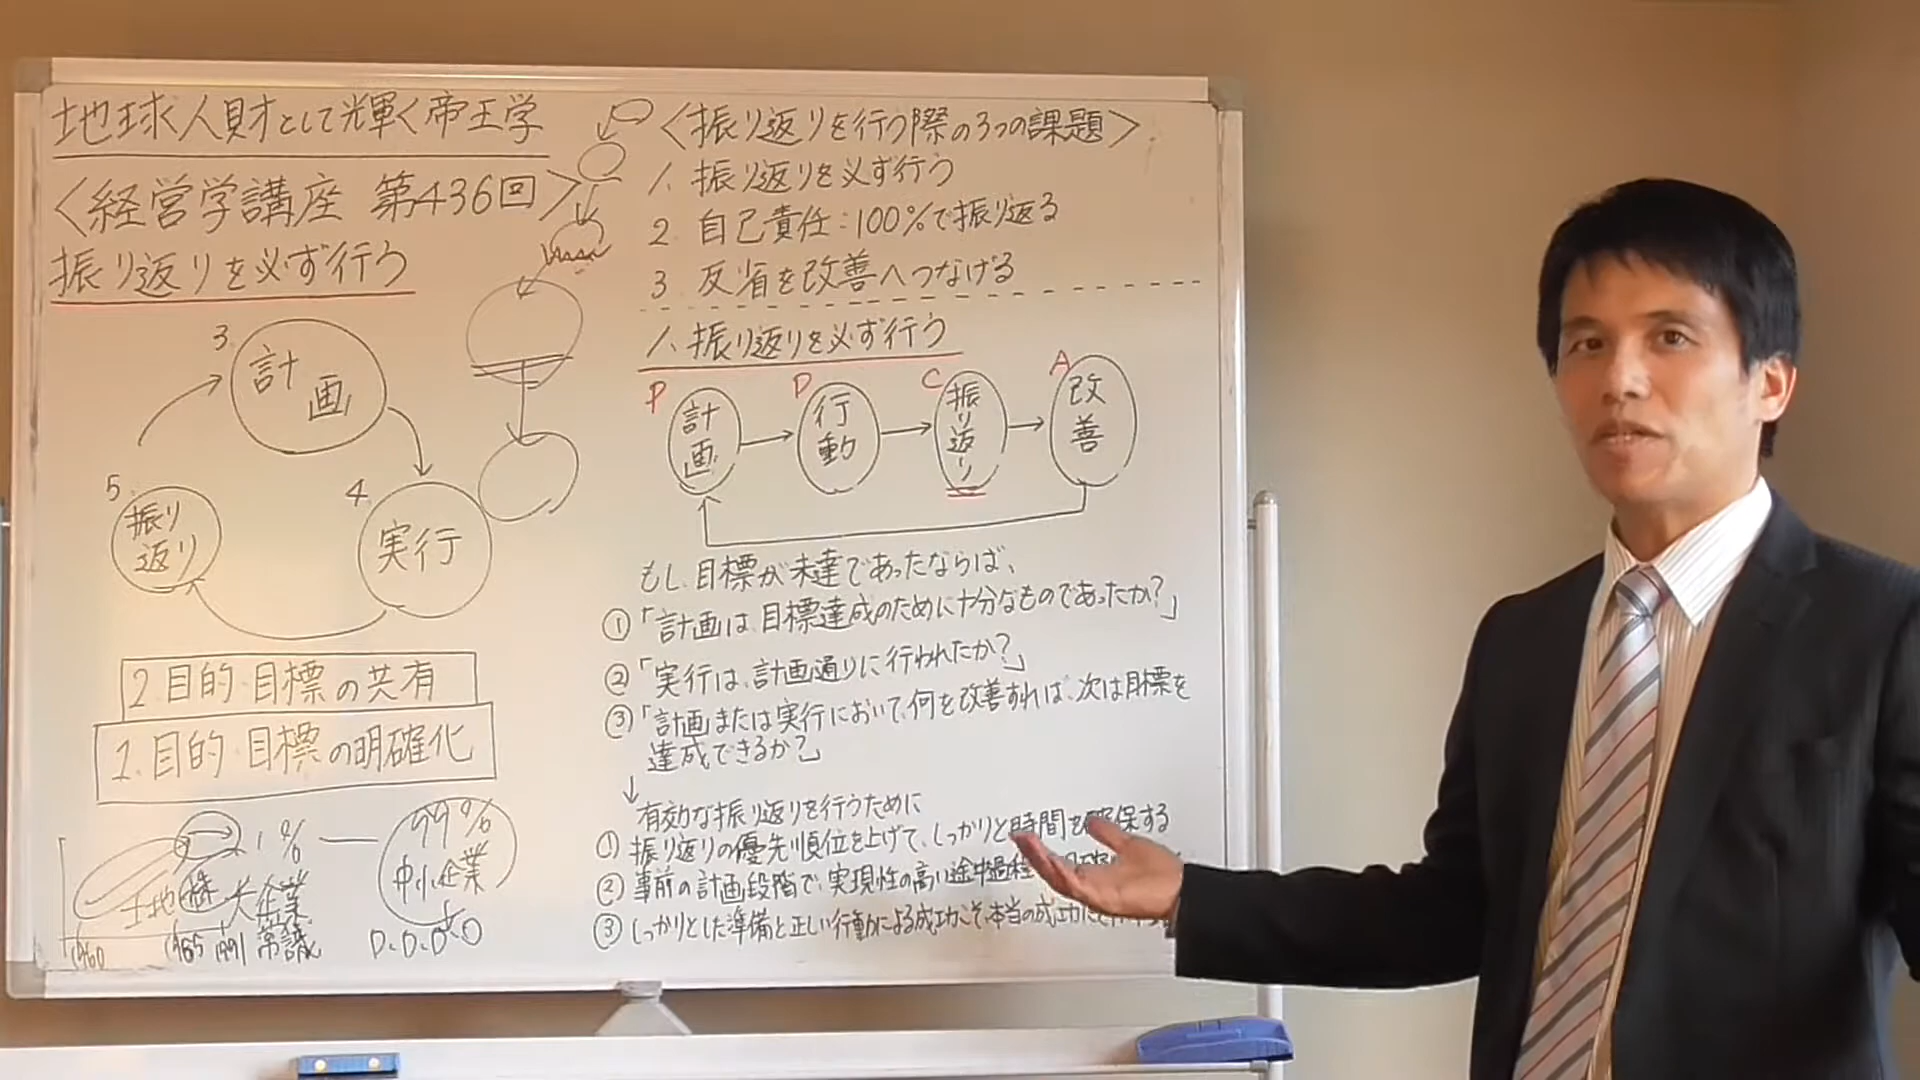 地球人財として輝く帝王学
＜経営学講座 第436回＞
振り返りを必ず行う
3.
計画
4
実行
5.
振り返り
2.目的・目標の共有
1.目的・目標の明確化
1%
99%
土地
株
大企業
中小企業
1960
1985
1991
常識
D、D、D、D
＜振り返りを行う際の3つの課題＞
1. 振り返りを必ず行う
2. 自己責任:100%で振り返る
3. 反省を改善へつなげる
1. 振り返りを必ず行う
P
D
C
A
計画
行動
振り返り
改善
もし、目標が未達であったならば、
①「計画は、目標達成のために十分なものであったか?」
②「実行は、計画通りに行われたか?」
③「計画または実行において、何を改善すれば、次は目標を
達成できるか?」
↓
有効な振り返りを行うために
① 振り返りの優先順位を上げて、しっかりと時間を確保する
② 事前の計画段階で、実現性の高い途中過程
③ しっかりとした準備と正しい行動による成功こそ、本当の成功